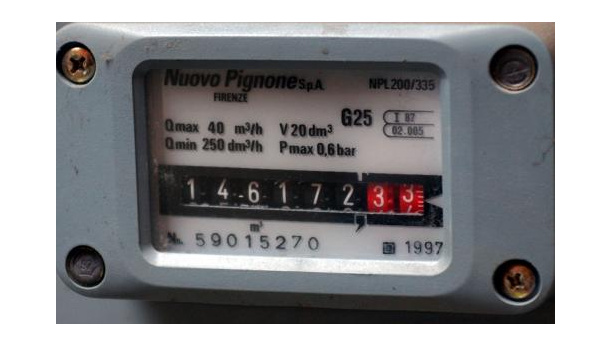 Nuovo Pignone S.p.A. NPL200/335
FIRENZE
G25 I 87
02.005
Qmax 40 m³/h V 20 dm³
Qmin 250 dm³/h Pmax 0,6 bar
1 4 6 1 7 2 3 3
m³ ,
No. 59015270 1997